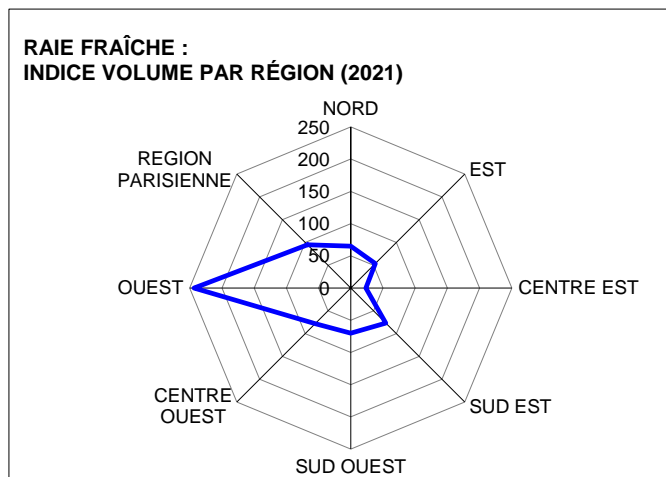 RAIE FRAÎCHE :
INDICE VOLUME PAR RÉGION (2021)
NORD
250
200
150
100
50
0
EST
CENTRE EST
SUD EST
SUD OUEST
CENTRE
OUEST
OUEST
REGION
PARISIENNE